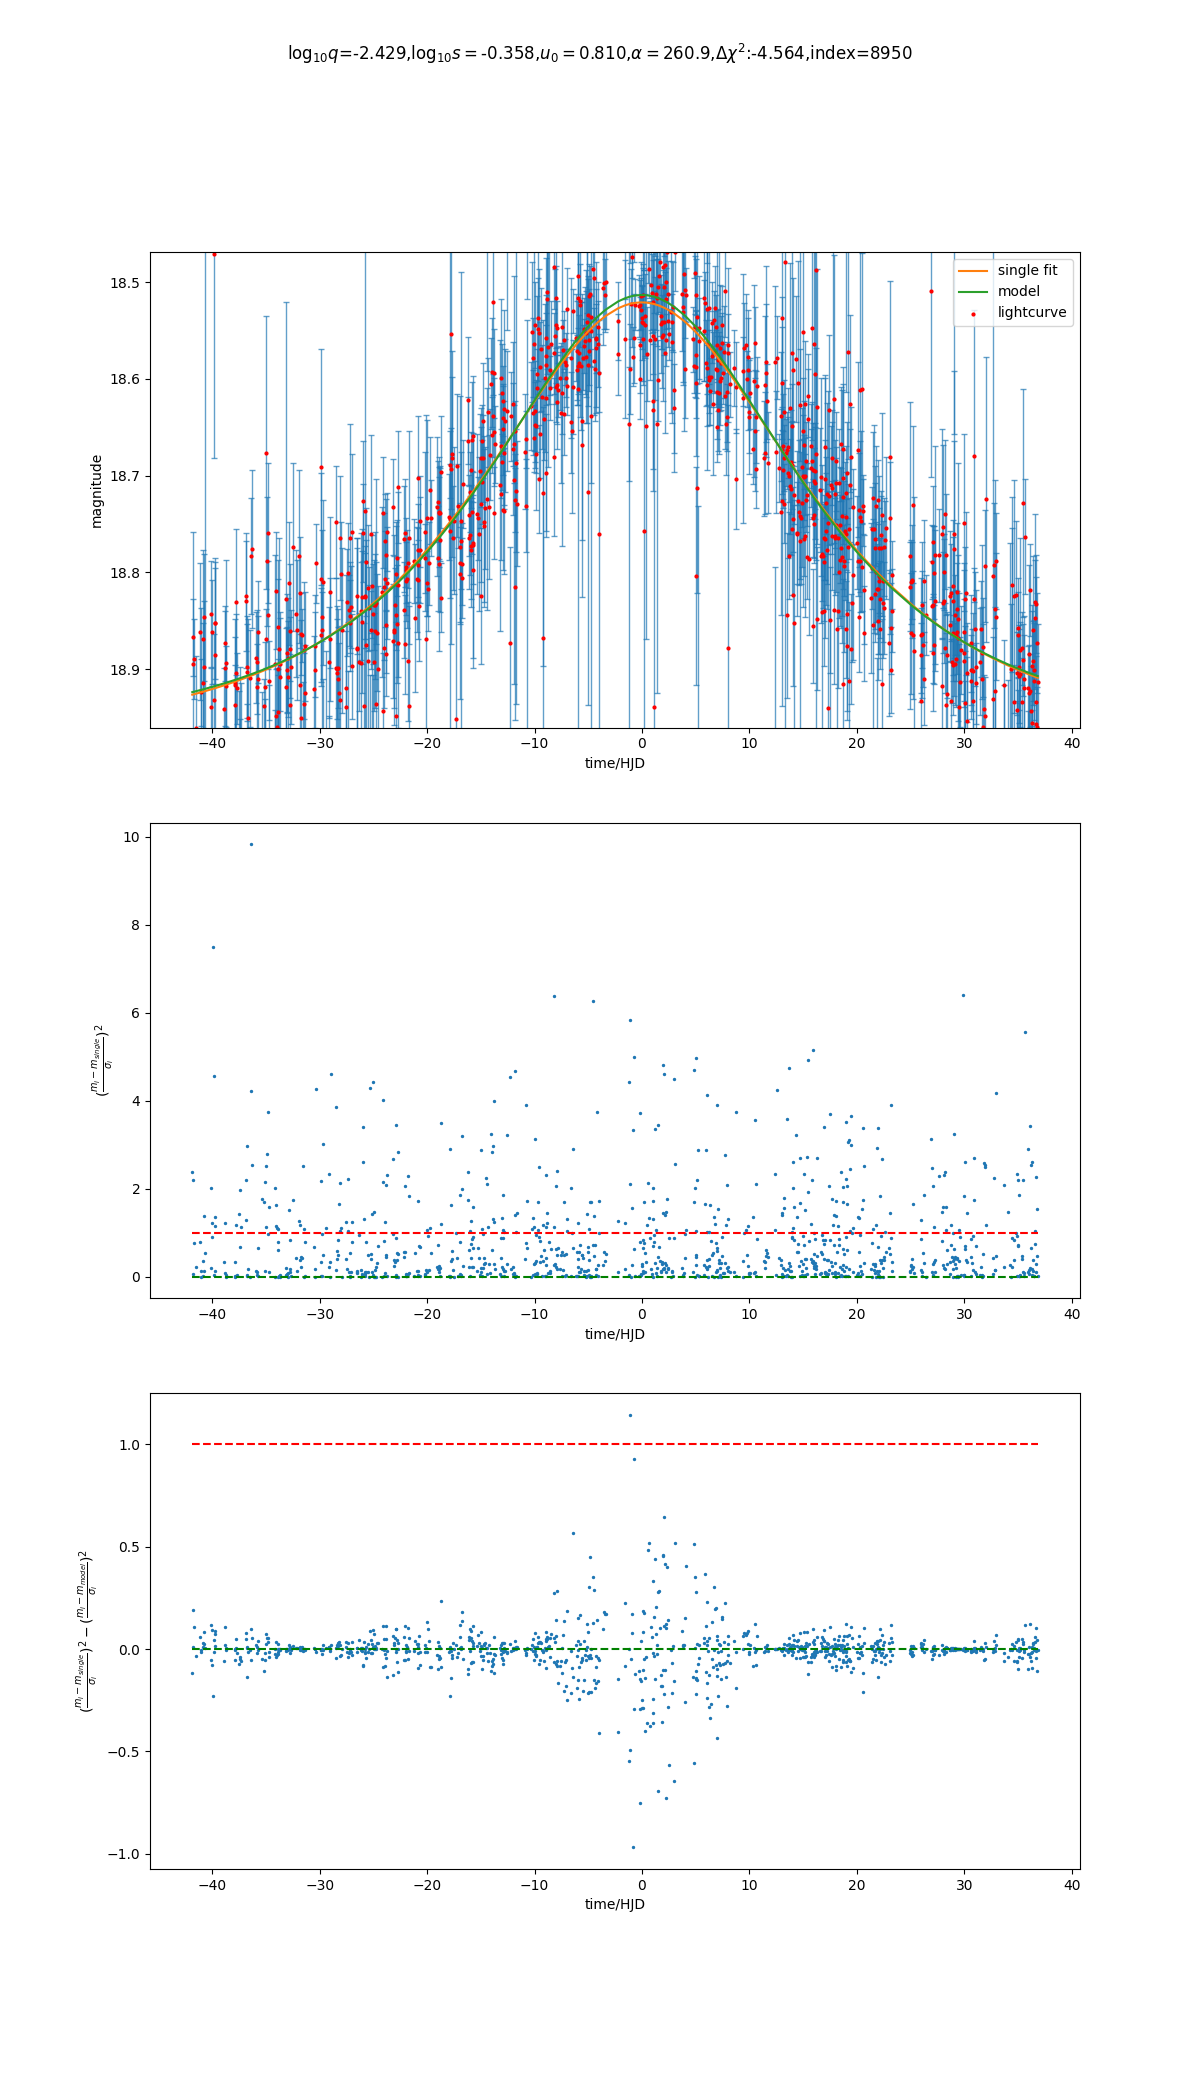 log₁₀q=-2.429,log₁₀s = -0.358,u₀ = 0.810,α = 260.9,Δχ²:-4.564,index=8950
single fit
model
lightcurve
magnitude
18.5
18.6
18.7
18.8
18.9
−40 −30 −20 −10 0 10 20 30 40
time/HJD
(mᵢ − m_single / σᵢ)²
10
8
6
4
2
0
−40 −30 −20 −10 0 10 20 30 40
time/HJD
(mᵢ − m_single / σᵢ)² − (mᵢ − m_model / σᵢ)²
1.0
0.5
0.0
−0.5
−1.0
−40 −30 −20 −10 0 10 20 30 40
time/HJD